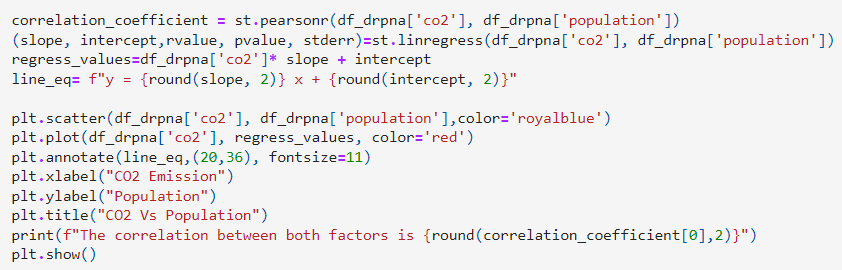 correlation_coefficient = st.pearsonr(df_drpna['co2'], df_drpna['population'])
(slope, intercept,rvalue, pvalue, stderr)=st.linregress(df_drpna['co2'], df_drpna['population'])
regress_values=df_drpna['co2']* slope + intercept
line_eq= f"y = {round(slope, 2)} x + {round(intercept, 2)}"

plt.scatter(df_drpna['co2'], df_drpna['population'],color='royalblue')
plt.plot(df_drpna['co2'], regress_values, color='red')
plt.annotate(line_eq,(20,36), fontsize=11)
plt.xlabel("CO2 Emission")
plt.ylabel("Population")
plt.title("CO2 Vs Population")
print(f"The correlation between both factors is {round(correlation_coefficient[0],2)}")
plt.show()